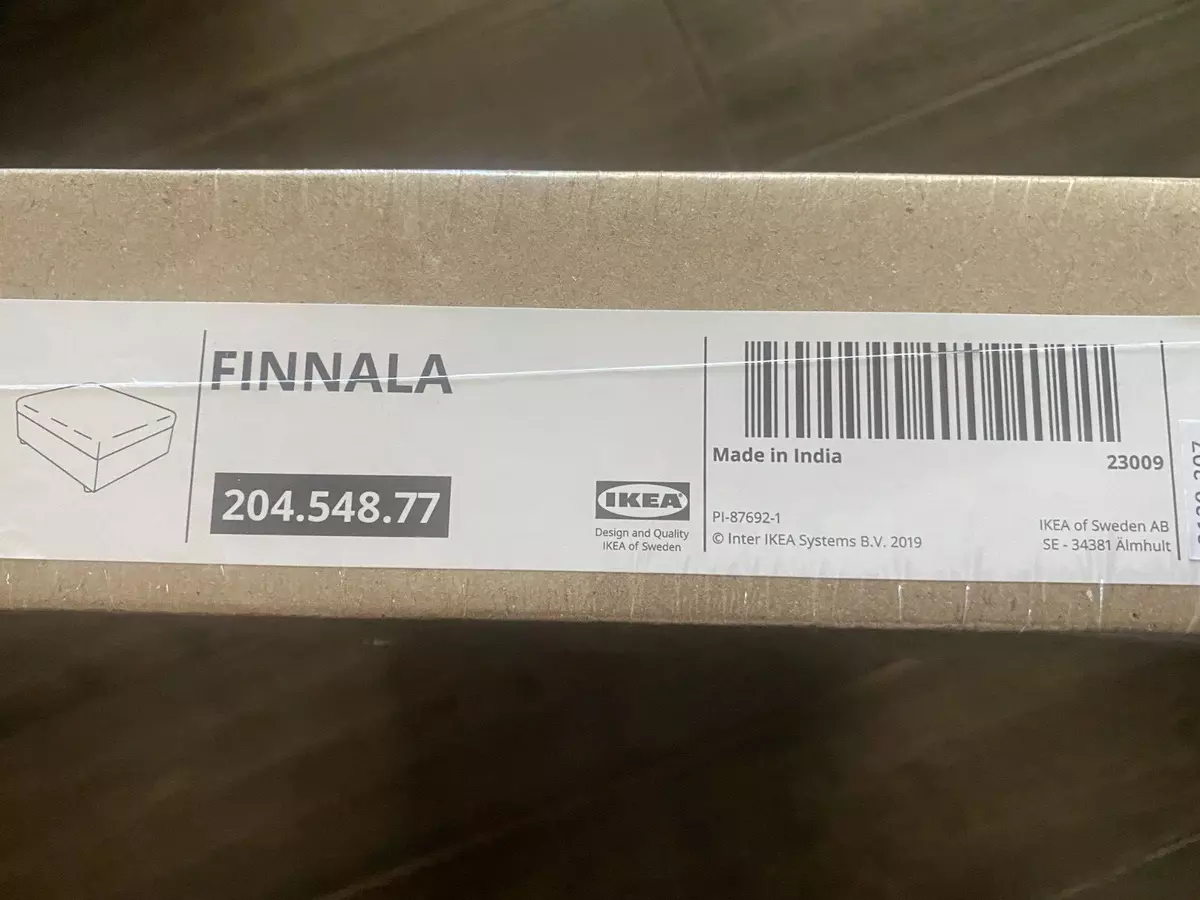 FINNALA
204.548.77
IKEA
Design and Quality
IKEA of Sweden
Made in India
23009
PI-87692-1
© Inter IKEA Systems B.V. 2019
IKEA of Sweden AB
SE - 34381 Älmhult